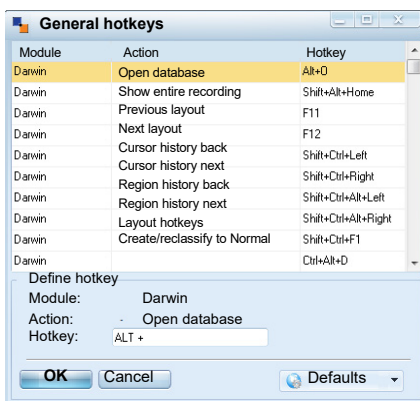 General hotkeys
Module Action Hotkey
Darwin Open database Alt+O
Darwin Show entire recording Shift+Alt+Home
Darwin Previous layout F11
Darwin Next layout F12
Darwin Cursor history back Shift+Ctrl+Left
Darwin Cursor history next Shift+Ctrl+Right
Darwin Region history back Shift+Ctrl+Alt+Left
Darwin Region history next Shift+Ctrl+Alt+Right
Darwin Layout hotkeys Shift+Ctrl+F1
Darwin Create/reclassify to Normal Ctrl+Alt+D
Define hotkey
Module: Darwin
Action: - Open database
Hotkey: ALT +
OK Cancel Defaults